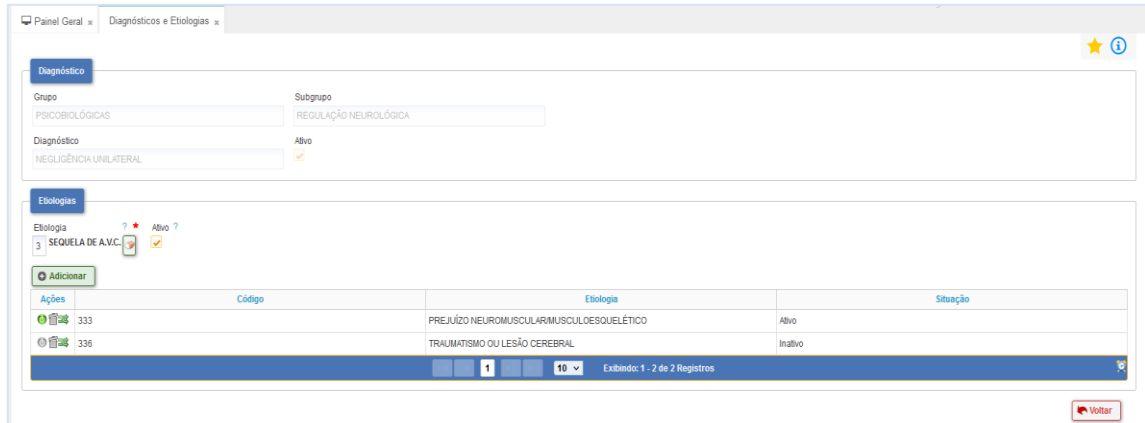 Painel Geral x Diagnósticos e Etiologias x
Diagnóstico
Grupo Subgrupo
PSICOBIOLÓGICAS REGULAÇÃO NEUROLÓGICA
Diagnóstico Ativo
NEGLIGÊNCIA UNILATERAL
Etiologias
Etiologia ? * Ativo ?
3 SEQUELA DE A.V.C.
Adicionar
Ações Código Etiologia Situação
333 PREJUÍZO NEUROMUSCULAR/MUSCULOESQUELÉTICO Ativo
336 TRAUMATISMO OU LESÃO CEREBRAL Inativo
1 10 Exibindo: 1 - 2 de 2 Registros
Voltar